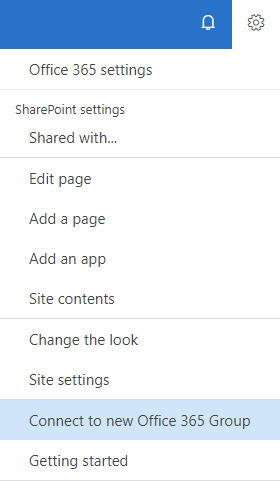 Office 365 settings
SharePoint settings
Shared with...
Edit page
Add a page
Add an app
Site contents
Change the look
Site settings
Connect to new Office 365 Group
Getting started